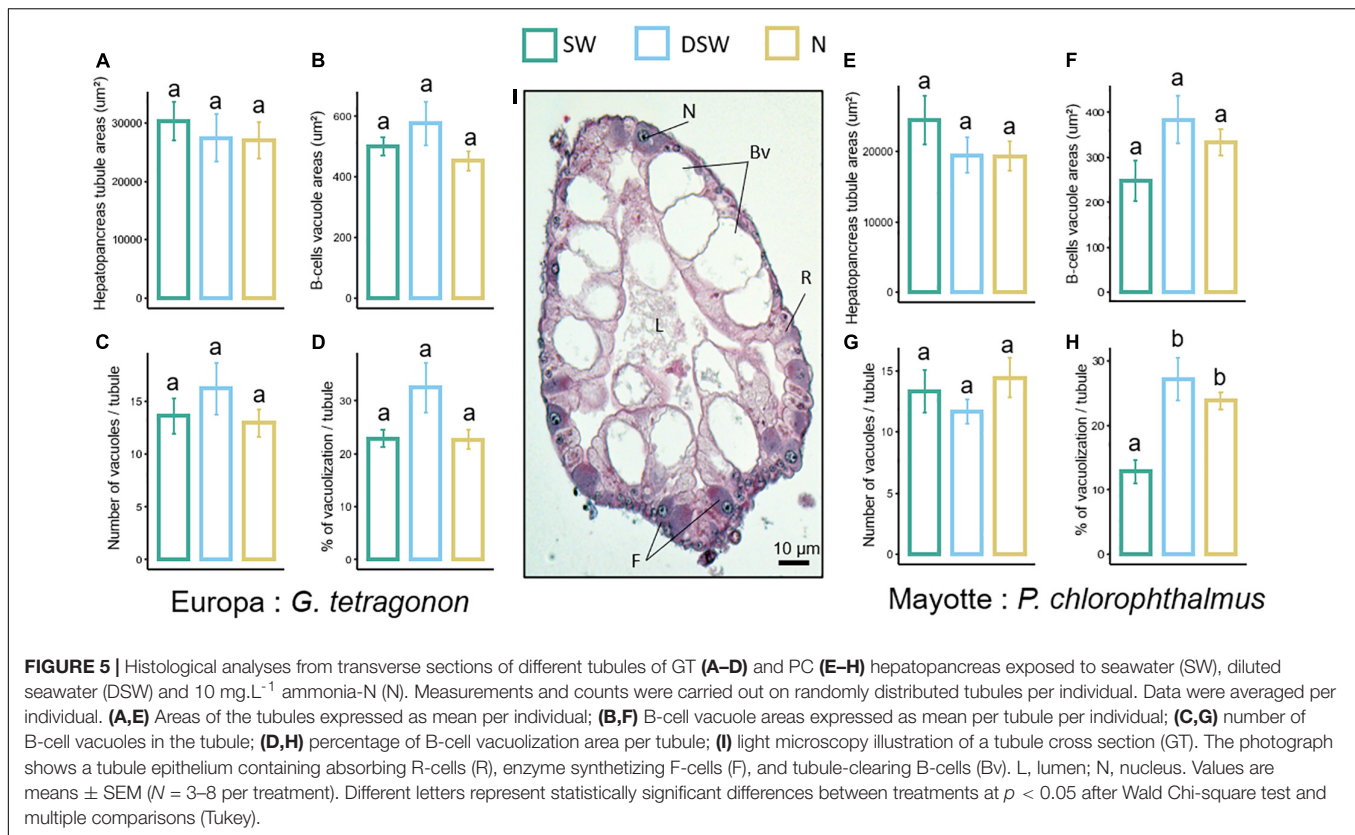 SW DSW N
A
Hepatopancreas tubule areas (um²)
30000
20000
10000
0
a a a
B
B-cells vacuole areas (um²)
600
400
200
0
a a a
C
Number of vacuoles / tubule
15
10
5
0
a a a
D
% of vacuolization / tubule
30
20
10
0
a a a
Europa : G. tetragonon
I
N
Bv
R
L
F
10 µm
E
Hepatopancreas tubule areas (um²)
20000
10000
0
a a a
F
B-cells vacuole areas (um²)
400
300
200
100
0
a a a
G
Number of vacuoles / tubule
15
10
5
0
a a a
H
% of vacuolization / tubule
30
20
10
0
a b b
Mayotte : P. chlorophthalmus
FIGURE 5 | Histological analyses from transverse sections of different tubules of GT (A–D) and PC (E–H) hepatopancreas exposed to seawater (SW), diluted
seawater (DSW) and 10 mg.L-1 ammonia-N (N). Measurements and counts were carried out on randomly distributed tubules per individual. Data were averaged per
individual. (A,E) Areas of the tubules expressed as mean per individual; (B,F) B-cell vacuole areas expressed as mean per tubule per individual; (C,G) number of
B-cell vacuoles in the tubule; (D,H) percentage of B-cell vacuolization area per tubule; (I) light microscopy illustration of a tubule cross section (GT). The photograph
shows a tubule epithelium containing absorbing R-cells (R), enzyme synthetizing F-cells (F), and tubule-clearing B-cells (Bv). L, lumen; N, nucleus. Values are
means ± SEM (N = 3–8 per treatment). Different letters represent statistically significant differences between treatments at p < 0.05 after Wald Chi-square test and
multiple comparisons (Tukey).